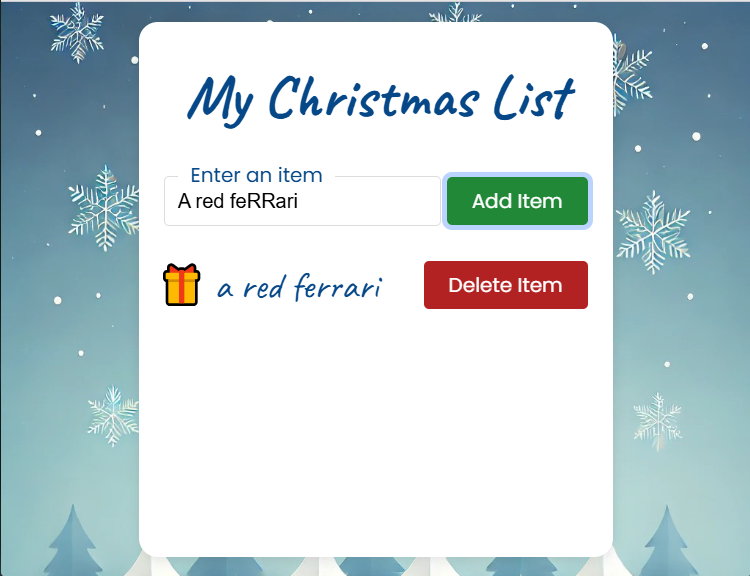 My Christmas List
Enter an item
A red feRRari
Add Item
a red ferrari
Delete Item